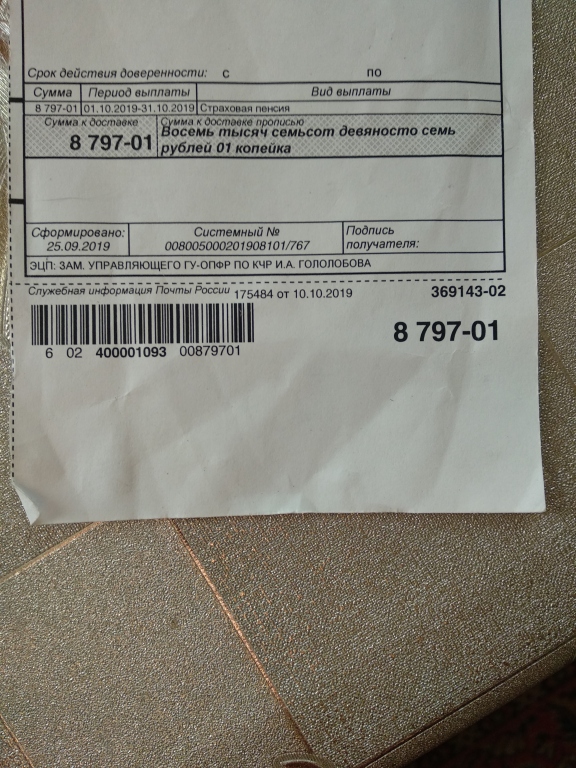 Срок действия доверенности: с по
Сумма Период выплаты Вид выплаты
8 797-01 01.10.2019-31.10.2019 Страховая пенсия
Сумма к доставке Сумма к доставке прописью
8 797-01 Восемь тысяч семьсот девяносто семь
рублей 01 копейка
Сформировано: Системный № Подпись
25.09.2019 008005000201908101/767 получателя:
ЭЦП: ЗАМ. УПРАВЛЯЮЩЕГО ГУ-ОПФР ПО КЧР И.А. ГОЛОЛОБОВА
Служебная информация Почты России 175484 от 10.10.2019 369143-02
8 797-01
6 02 400001093 00879701